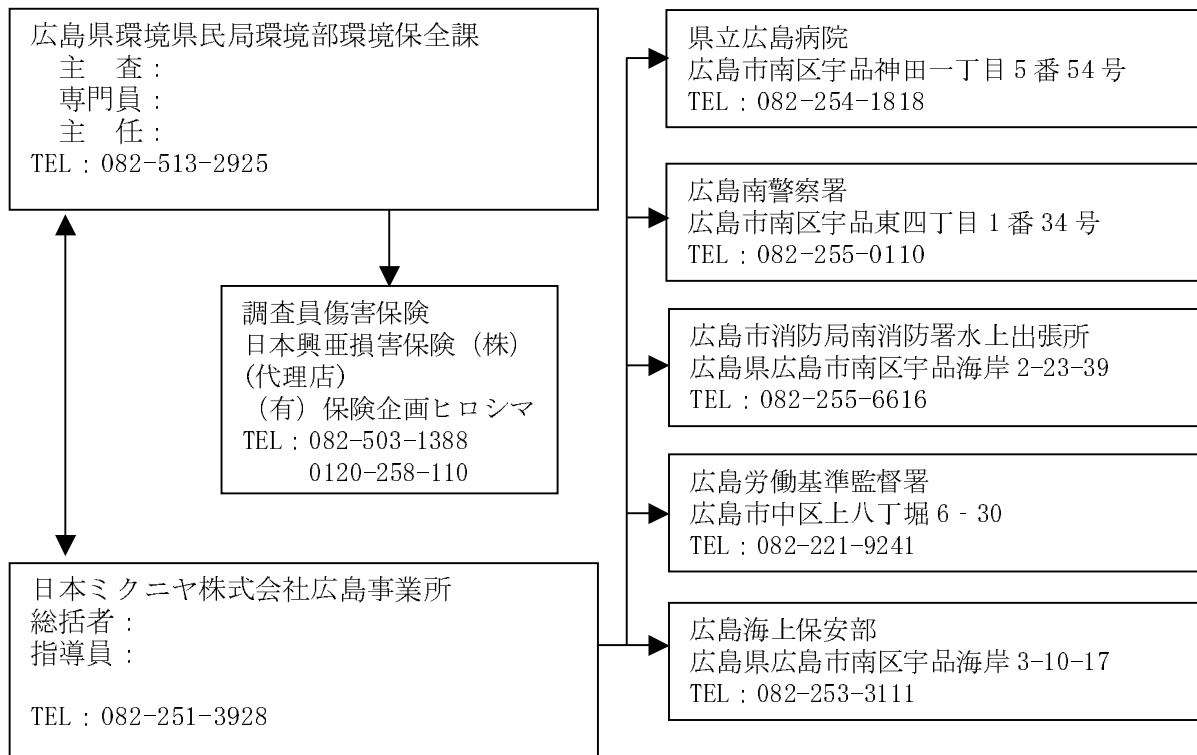 広島県環境県民局環境部環境保全課
主　査：
専門員：
主　任：
TEL：082-513-2925
調査員傷害保険
日本興亜損害保険（株）
(代理店）
（有）保険企画ヒロシマ
TEL：082-503-1388
0120-258-110
日本ミクニヤ株式会社広島事業所
総括者：
指導員：
TEL：082-251-3928
県立広島病院
広島市南区宇品神田一丁目 5 番 54 号
TEL：082-254-1818
広島南警察署
広島市南区宇品東四丁目 1 番 34 号
TEL：082-255-0110
広島市消防局南消防署水上出張所
広島県広島市南区宇品海岸 2-23-39
TEL：082-255-6616
広島労働基準監督署
広島市中区上八丁堀 6‐30
TEL：082-221-9241
広島海上保安部
広島県広島市南区宇品海岸 3-10-17
TEL：082-253-3111